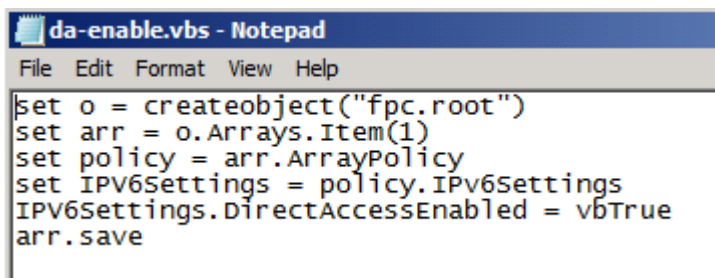 da-enable.vbs - Notepad
File Edit Format View Help
set o = createobject("fpc.root")
set arr = o.Arrays.Item(1)
set policy = arr.ArrayPolicy
set IPV6Settings = policy.IPv6Settings
IPV6Settings.DirectAccessEnabled = vbTrue
arr.save